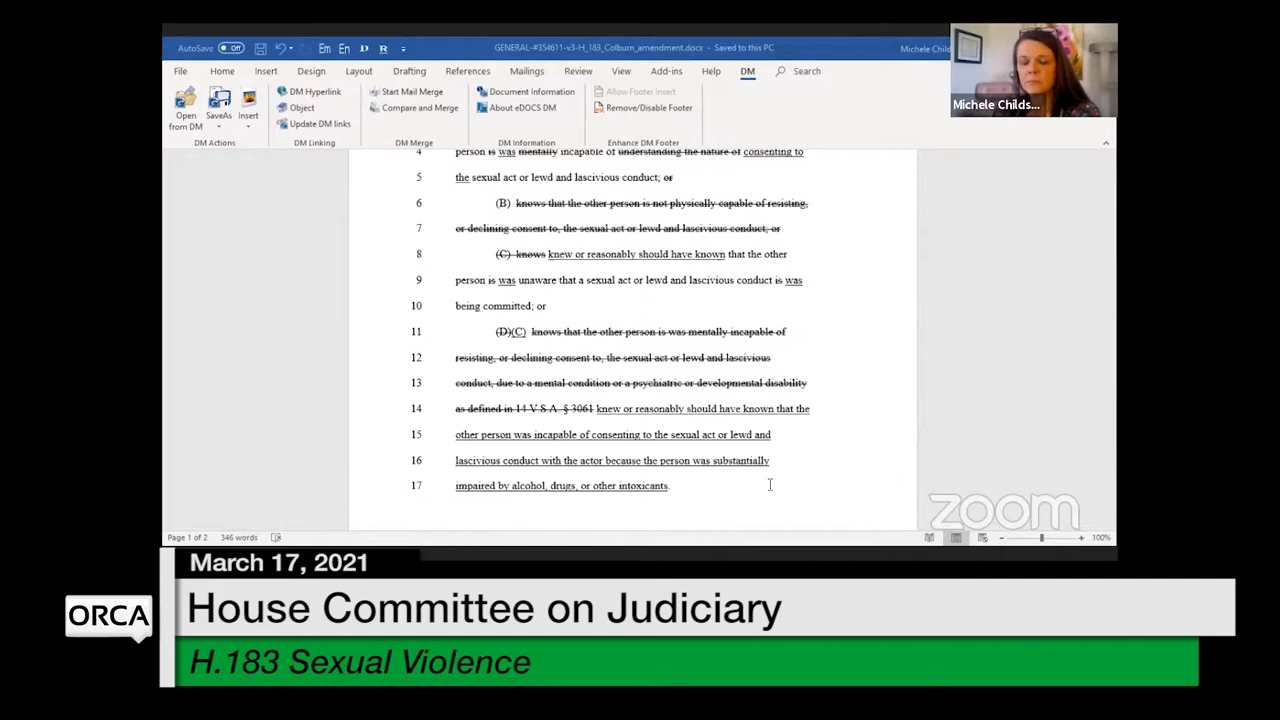 AutoSave Off Em En D R GENERAL-#354611-v3-H_183_Colburn_amendment.docx - Saved to this PC Michele Child
File Home Insert Design Layout Drafting References Mailings Review View Add-ins Help DM Search
Open from DM
SaveAs
Insert
DM Hyperlink
Object
Update DM links
Start Mail Merge
Compare and Merge
Document Information
About eDOCS DM
Allow Footer Insert
Remove/Disable Footer
DM Actions DM Linking DM Merge DM Information Enhance DM Footer
Michele Childs...
4 person is was mentally incapable of understanding the nature of consenting to
5 the sexual act or lewd and lascivious conduct; or
6 (B) knows that the other person is not physically capable of resisting,
7 or declining consent to, the sexual act or lewd and lascivious conduct; or
8 (C) knows knew or reasonably should have known that the other
9 person is was unaware that a sexual act or lewd and lascivious conduct is was
10 being committed; or
11 (D)(C) knows that the other person is was mentally incapable of
12 resisting, or declining consent to, the sexual act or lewd and lascivious
13 conduct, due to a mental condition or a psychiatric or developmental disability
14 as defined in 14 V.S.A. § 3061 knew or reasonably should have known that the
15 other person was incapable of consenting to the sexual act or lewd and
16 lascivious conduct with the actor because the person was substantially
17 impaired by alcohol, drugs, or other intoxicants.
zoom
Page 1 of 2 346 words 100%
March 17, 2021
ORCA
House Committee on Judiciary
H.183 Sexual Violence